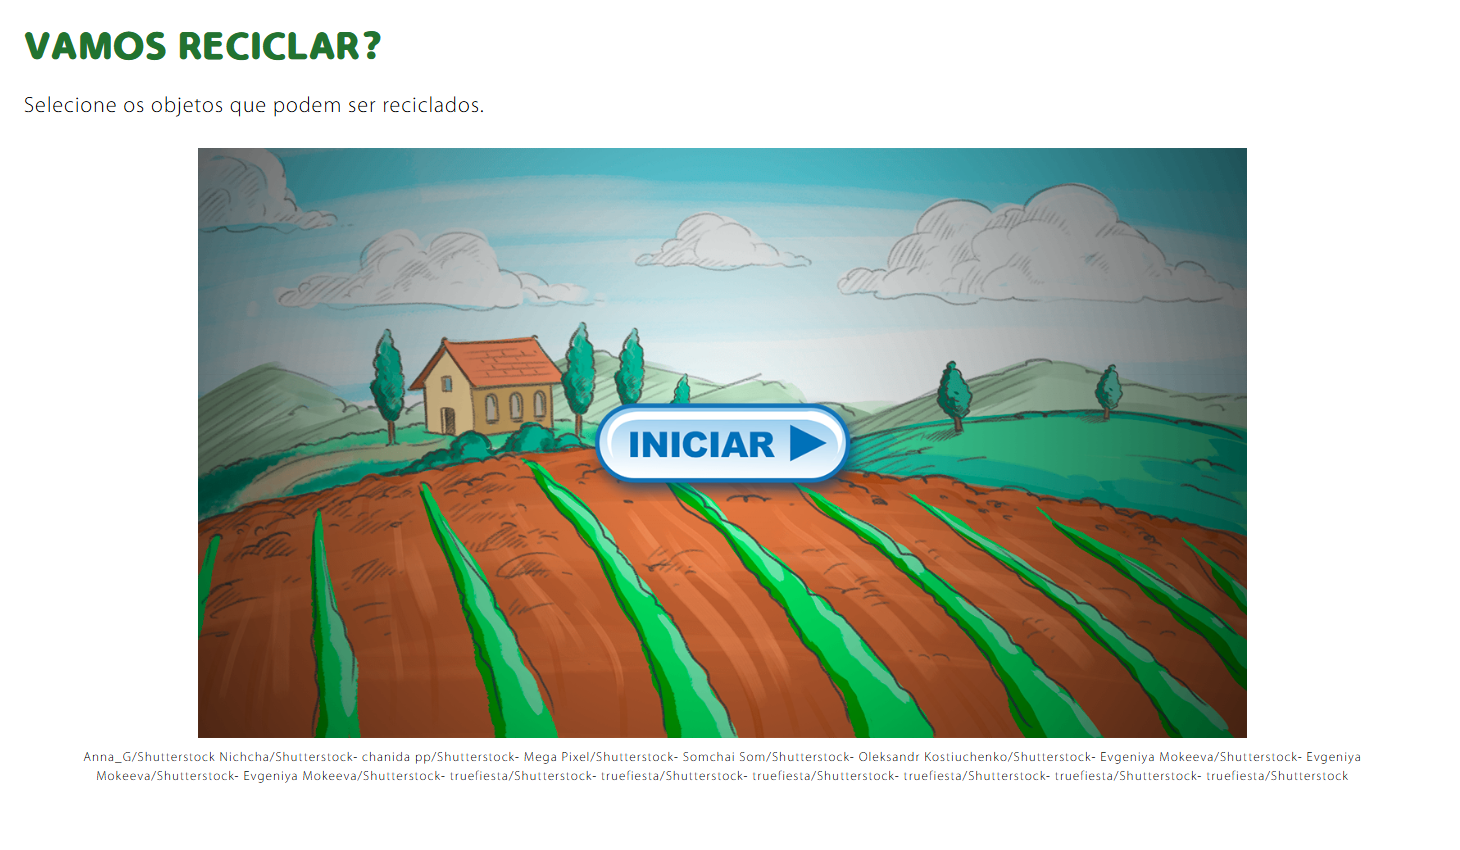 VAMOS RECICLAR?
Selecione os objetos que podem ser reciclados.
INICIAR
Anna_G/Shutterstock Nichcha/Shutterstock- chanida pp/Shutterstock- Mega Pixel/Shutterstock- Somchai Som/Shutterstock- Oleksandr Kostiuchenko/Shutterstock- Evgeniya Mokeeva/Shutterstock- Evgeniya
Mokeeva/Shutterstock- Evgeniya Mokeeva/Shutterstock- truefiesta/Shutterstock- truefiesta/Shutterstock- truefiesta/Shutterstock- truefiesta/Shutterstock- truefiesta/Shutterstock- truefiesta/Shutterstock